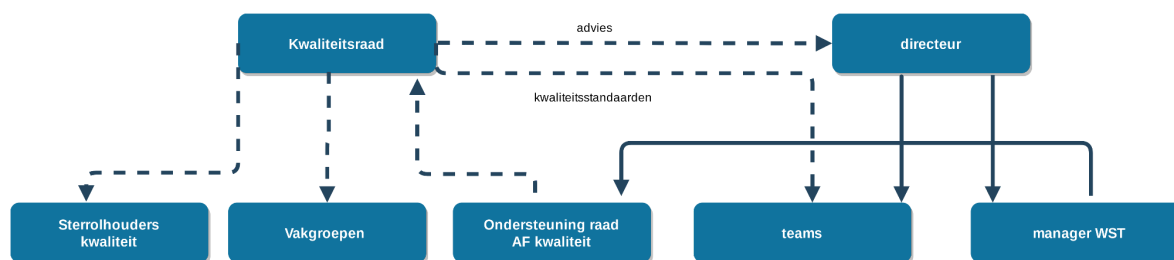 advies
Kwaliteitsraad
directeur
kwaliteitsstandaarden
Sterrolhouders
kwaliteit
Vakgroepen
Ondersteuning raad
AF kwaliteit
teams
manager WST